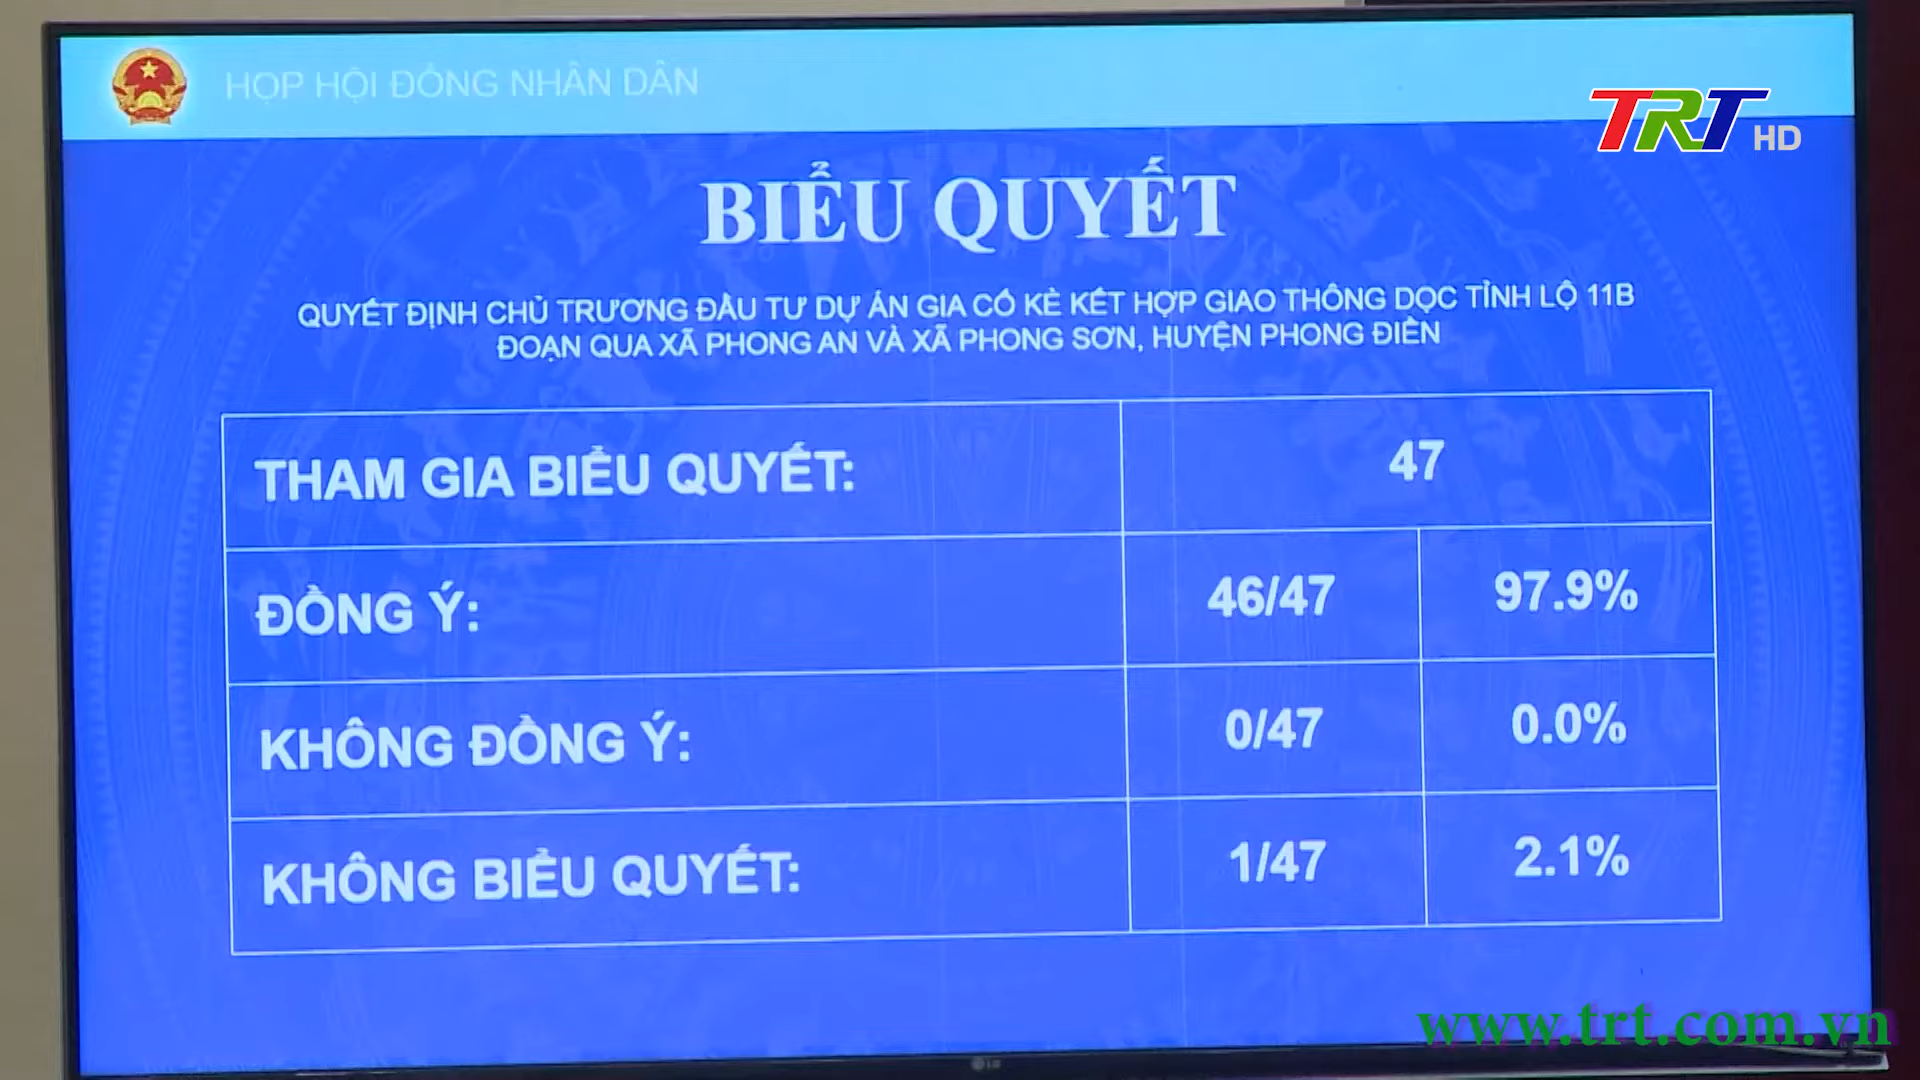 HỌP HỘI ĐỒNG NHÂN DÂN
TRT HD
BIỂU QUYẾT
QUYẾT ĐỊNH CHỦ TRƯƠNG ĐẦU TƯ DỰ ÁN GIA CỐ KÈ KẾT HỢP GIAO THÔNG DỌC TỈNH LỘ 11B
ĐOẠN QUA XÃ PHONG AN VÀ XÃ PHONG SƠN, HUYỆN PHONG ĐIỀN
THAM GIA BIỂU QUYẾT: 47
ĐỒNG Ý: 46/47 97.9%
KHÔNG ĐỒNG Ý: 0/47 0.0%
KHÔNG BIỂU QUYẾT: 1/47 2.1%
www.trt.com.vn
LG